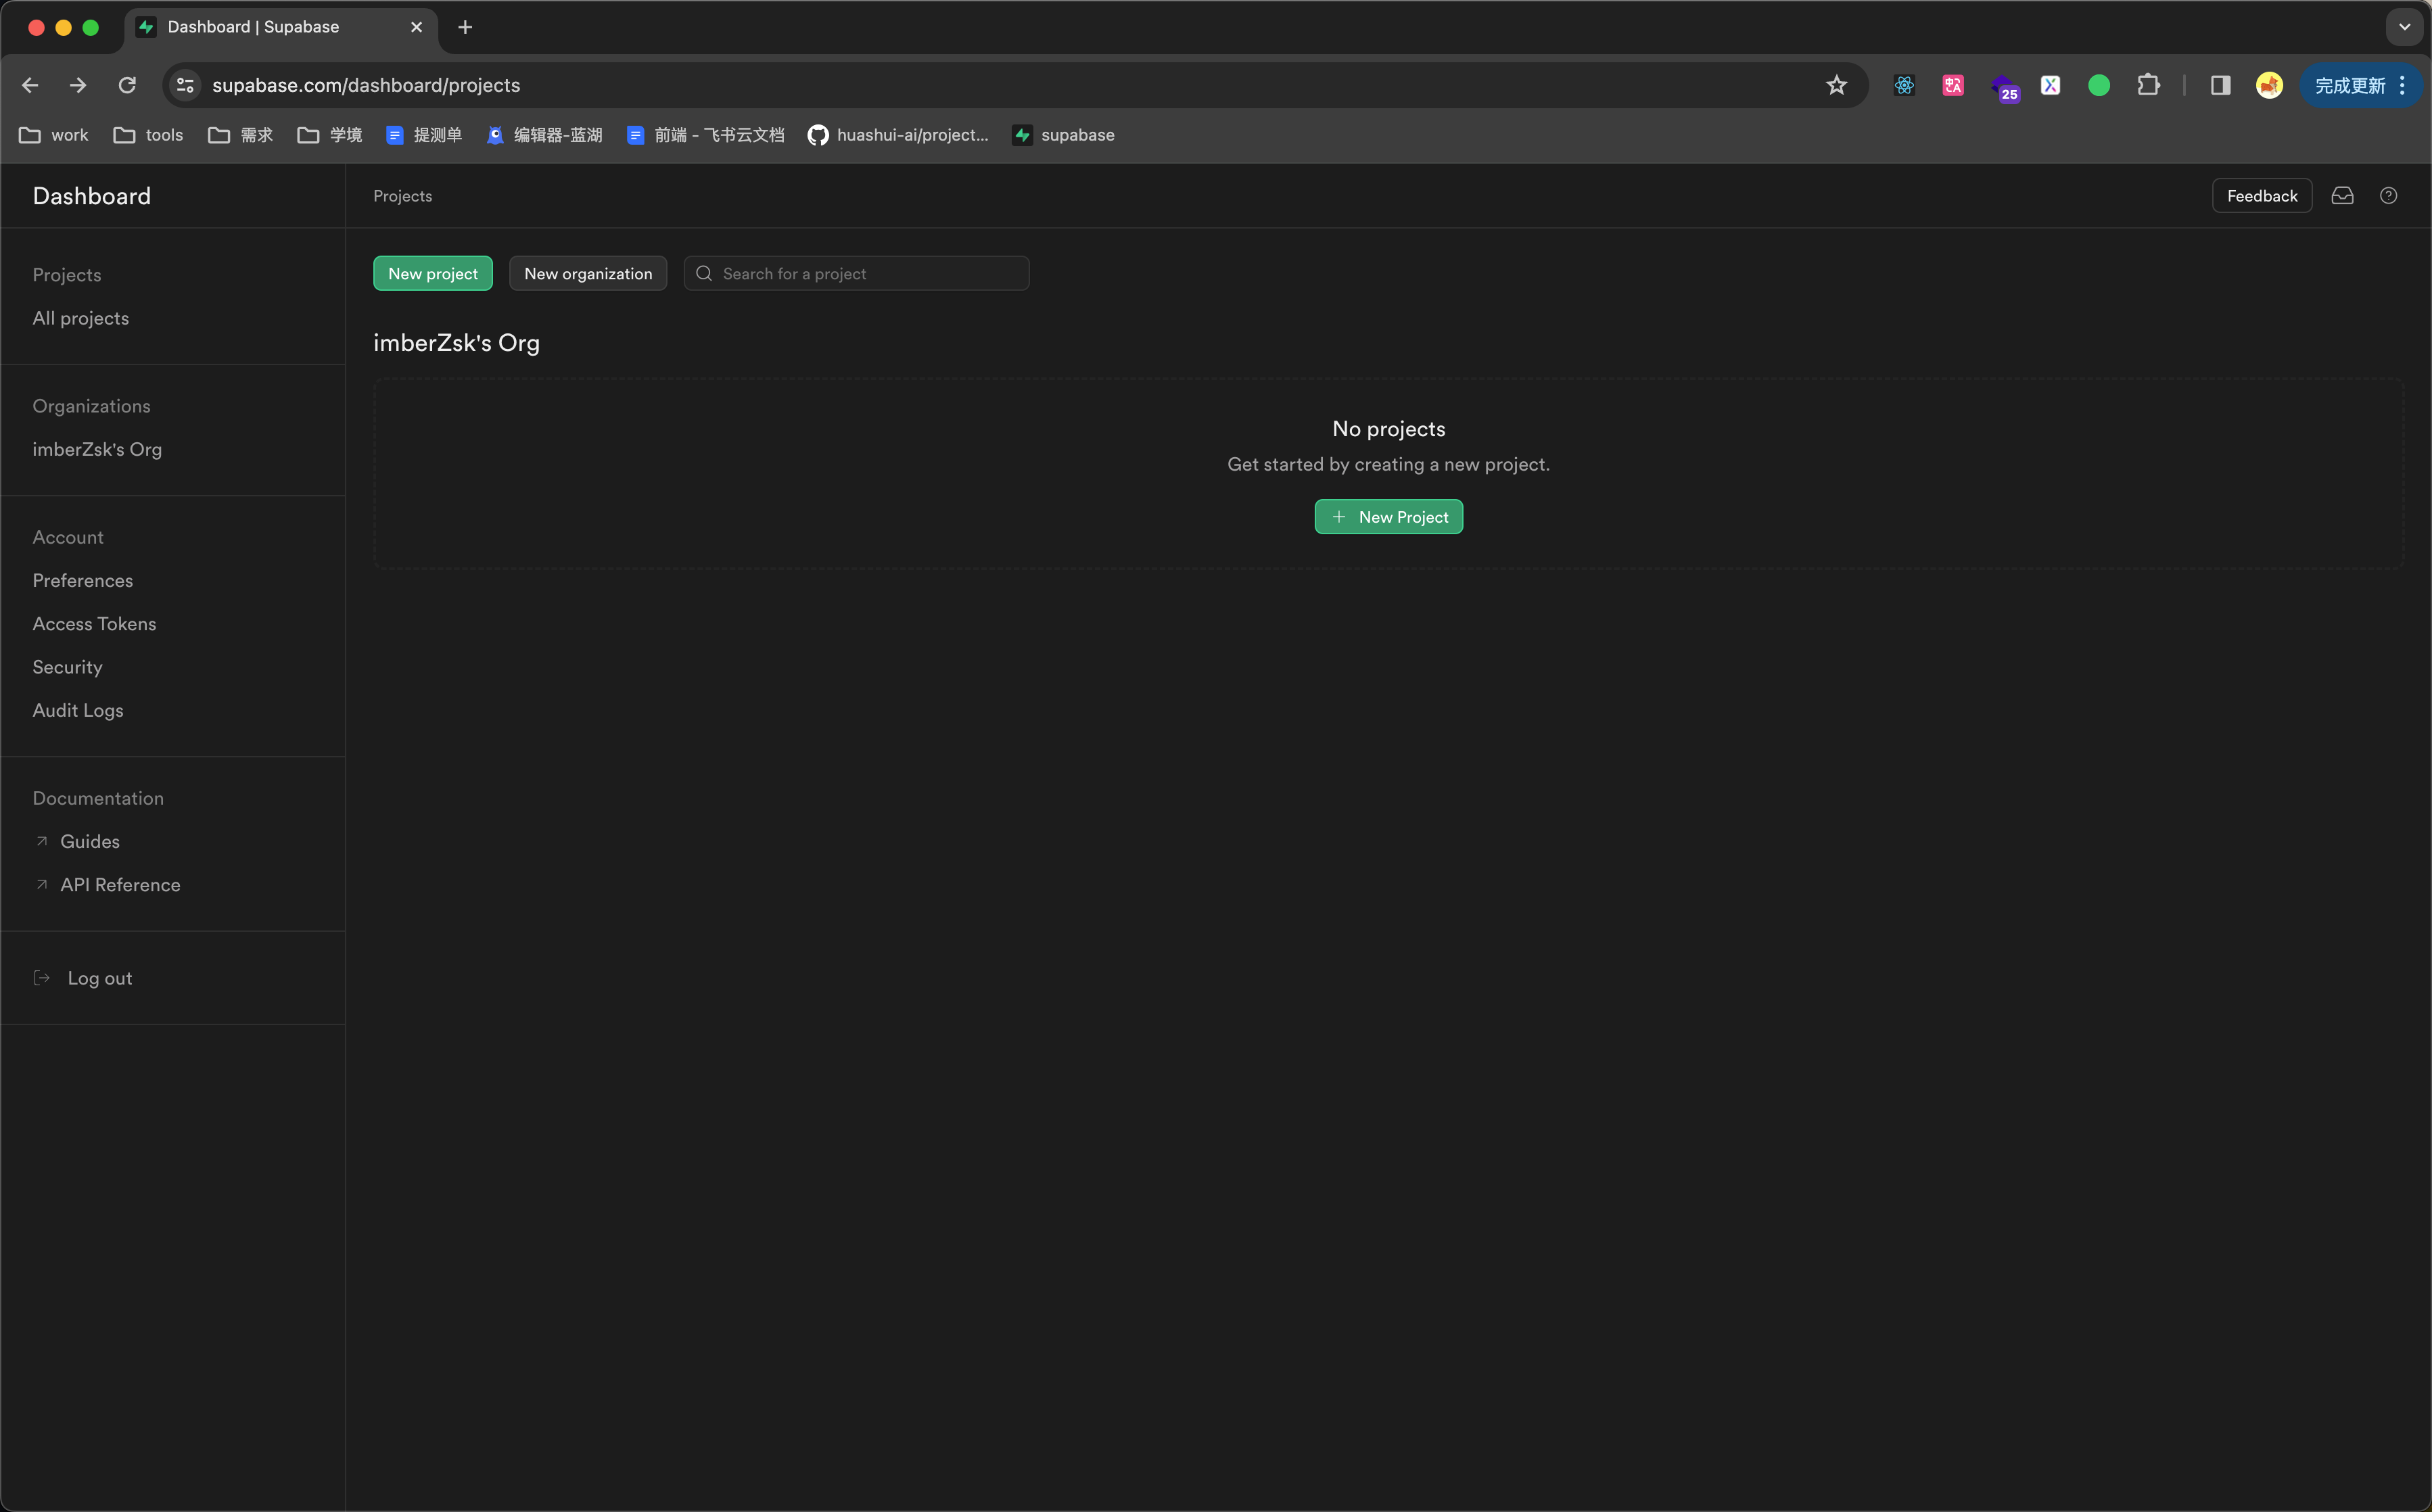 Dashboard | Supabase
supabase.com/dashboard/projects
25
完成更新
work
tools
需求
学境
提测单
编辑器-蓝湖
前端 - 飞书云文档
huashui-ai/project...
supabase
Dashboard
Projects
Feedback
Projects
All projects
Organizations
imberZsk's Org
Account
Preferences
Access Tokens
Security
Audit Logs
Documentation
Guides
API Reference
Log out
New project
New organization
Search for a project
imberZsk's Org
No projects
Get started by creating a new project.
New Project